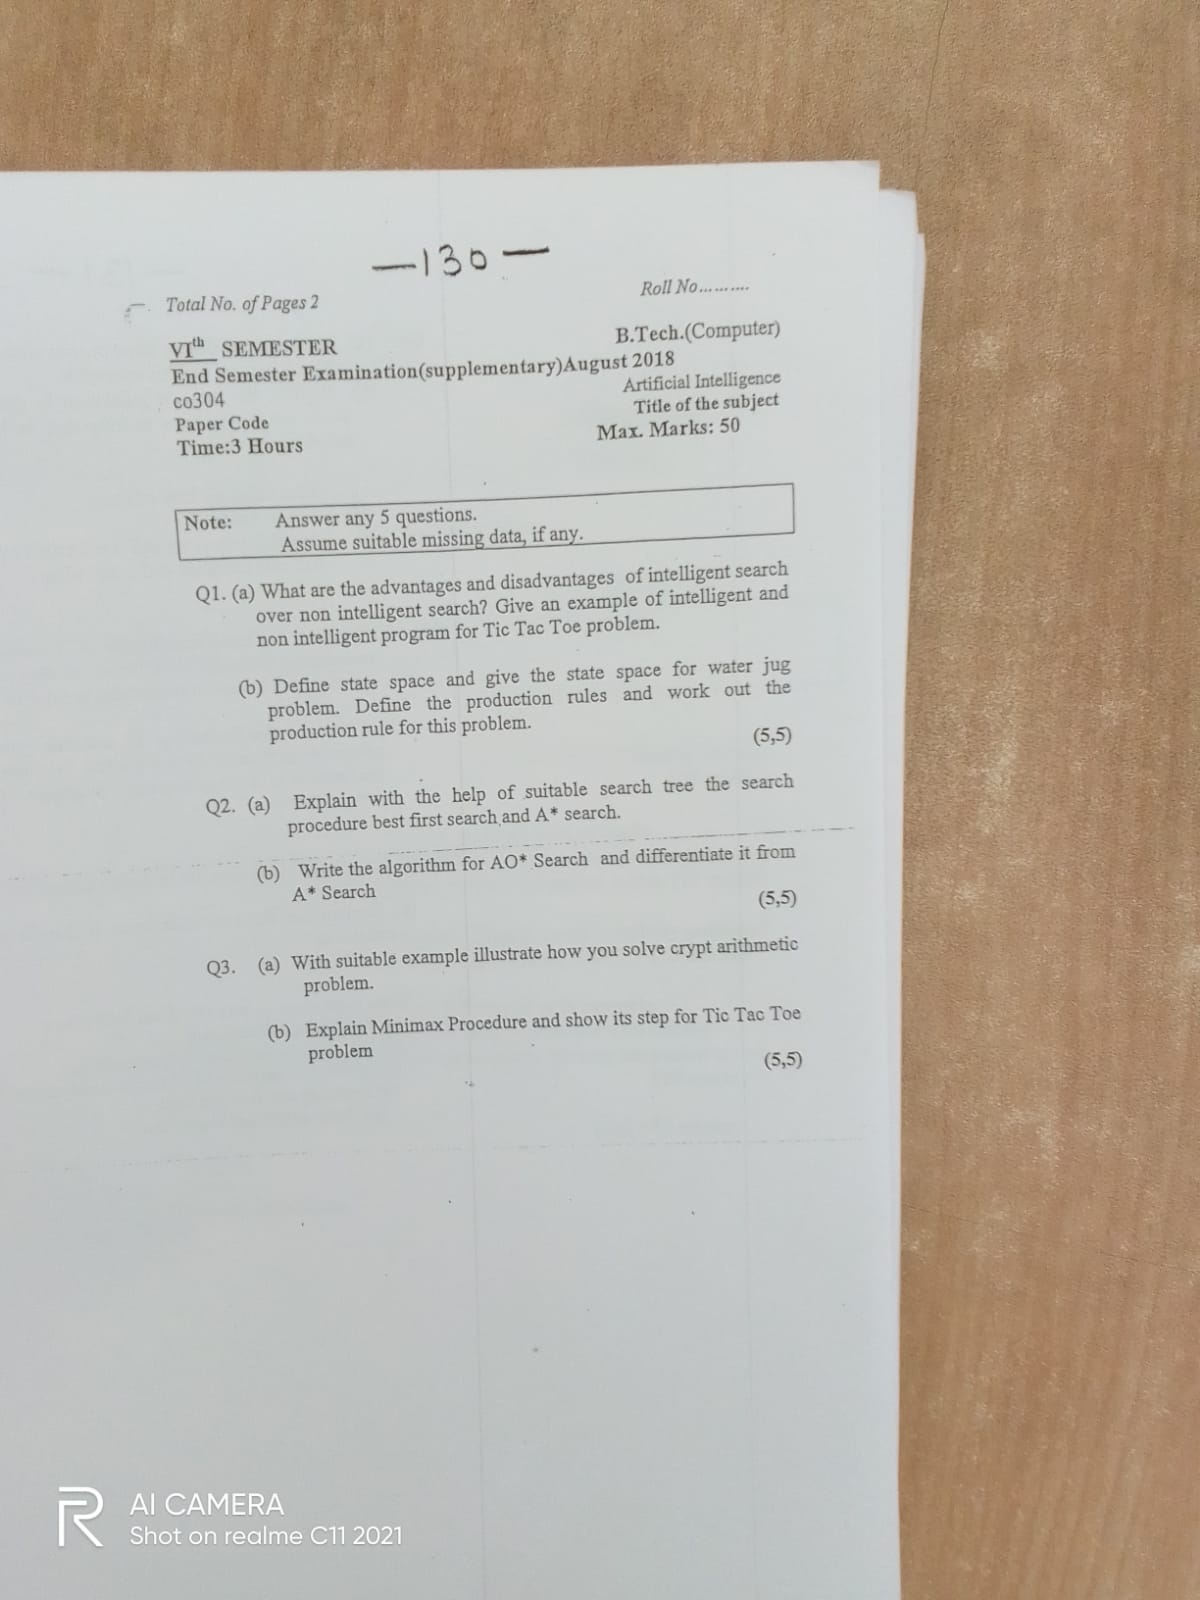 —130—
Total No. of Pages 2
Roll No..........
VIth SEMESTER
B.Tech.(Computer)
End Semester Examination(supplementary)August 2018
co304
Artificial Intelligence
Paper Code
Title of the subject
Time:3 Hours
Max. Marks: 50
Note: Answer any 5 questions.
Assume suitable missing data, if any.
Q1. (a) What are the advantages and disadvantages of intelligent search
over non intelligent search? Give an example of intelligent and
non intelligent program for Tic Tac Toe problem.
(b) Define state space and give the state space for water jug
problem. Define the production rules and work out the
production rule for this problem.
(5,5)
Q2. (a) Explain with the help of suitable search tree the search
procedure best first search and A* search.
(b) Write the algorithm for AO* Search and differentiate it from
A* Search
(5,5)
Q3. (a) With suitable example illustrate how you solve crypt arithmetic
problem.
(b) Explain Minimax Procedure and show its step for Tic Tac Toe
problem
(5,5)
R
AI CAMERA
Shot on realme C11 2021